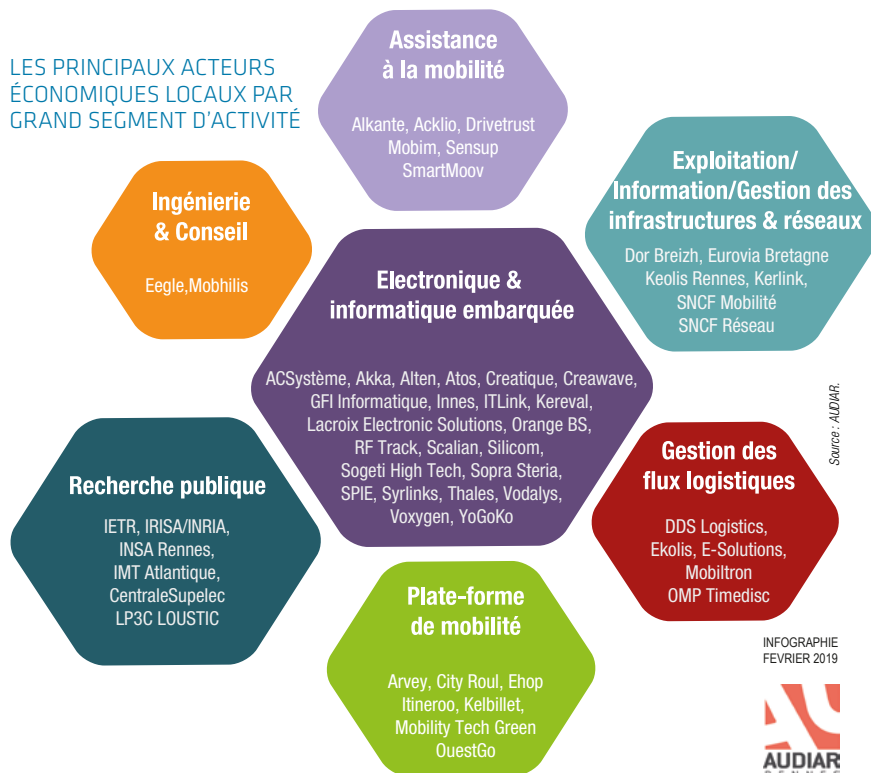 LES PRINCIPAUX ACTEURS
ÉCONOMIQUES LOCAUX PAR
GRAND SEGMENT D'ACTIVITÉ
Assistance
à la mobilité
Alkante, Acklio, Drivetrust
Mobim, Sensup
SmartMoov
Exploitation/
Information/Gestion des
infrastructures & réseaux
Dor Breizh, Eurovia Bretagne
Keolis Rennes, Kerlink,
SNCF Mobilité
SNCF Réseau
Ingénierie
& Conseil
Eegle,Mobhilis
Electronique &
informatique embarquée
ACSystème, Akka, Alten, Atos, Creatique, Creawave,
GFI Informatique, Innes, ITLink, Kereval,
Lacroix Electronic Solutions, Orange BS,
RF Track, Scalian, Silicom,
Sogeti High Tech, Sopra Steria,
SPIE, Syrlinks, Thales, Vodalys,
Voxygen, YoGoKo
Source : AUDIAR.
Gestion des
flux logistiques
DDS Logistics,
Ekolis, E-Solutions,
Mobiltron
OMP Timedisc
Recherche publique
IETR, IRISA/INRIA,
INSA Rennes,
IMT Atlantique,
CentraleSupelec
LP3C LOUSTIC
Plate-forme
de mobilité
Arvey, City Roul, Ehop
Itineroo, Kelbillet,
Mobility Tech Green
OuestGo
INFOGRAPHIE
FEVRIER 2019
AU
AUDIAR